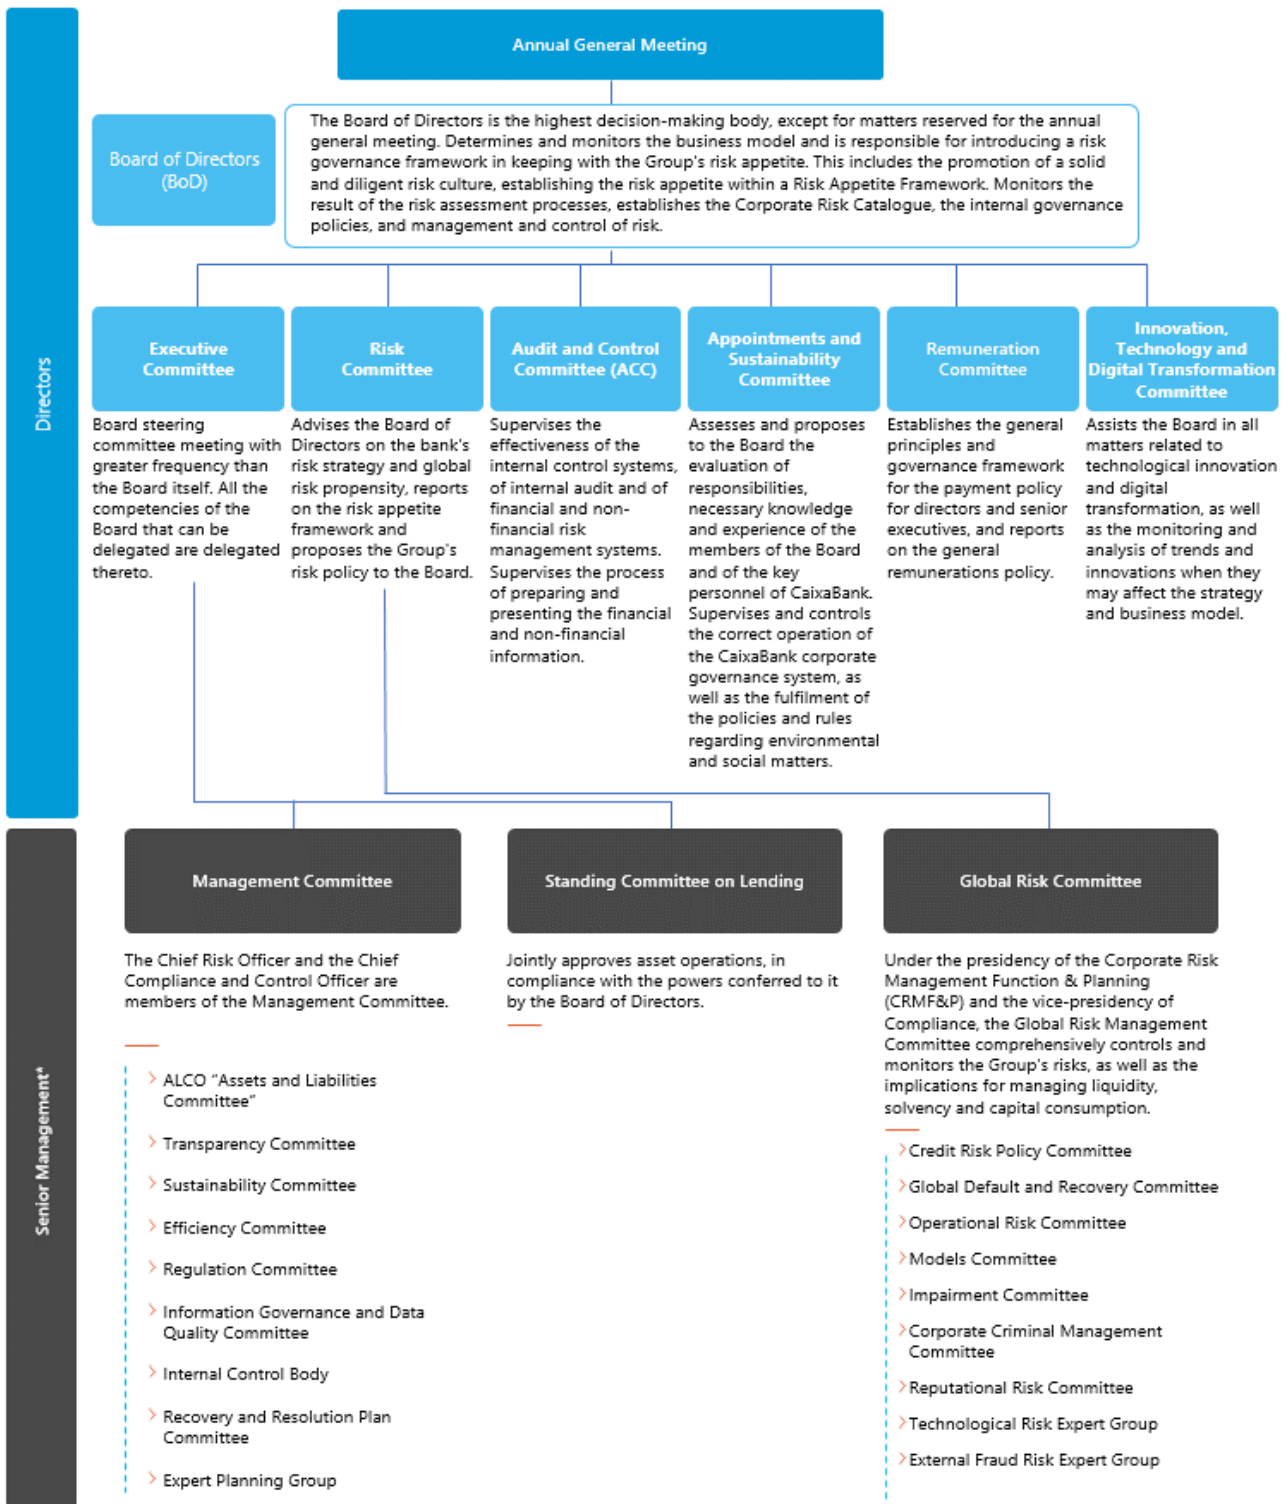 Annual General Meeting
Directors
Board of Directors
(BoD)
The Board of Directors is the highest decision-making body, except for matters reserved for the annual
general meeting. Determines and monitors the business model and is responsible for introducing a risk
governance framework in keeping with the Group's risk appetite. This includes the promotion of a solid
and diligent risk culture, establishing the risk appetite within a Risk Appetite Framework. Monitors the
result of the risk assessment processes, establishes the Corporate Risk Catalogue, the internal governance
policies, and management and control of risk.
Executive
Committee
Board steering
committee meeting with
greater frequency than
the Board itself. All the
competencies of the
Board that can be
delegated are delegated
thereto.
Risk
Committee
Advises the Board of
Directors on the bank's
risk strategy and global
risk propensity, reports
on the risk appetite
framework and
proposes the Group's
risk policy to the Board.
Audit and Control
Committee (ACC)
Supervises the
effectiveness of the
internal control systems,
of internal audit and of
financial and non-
financial risk
management systems.
Supervises the process
of preparing and
presenting the financial
and non-financial
information.
Appointments and
Sustainability
Committee
Assesses and proposes
to the Board the
evaluation of
responsibilities,
necessary knowledge
and experience of the
members of the Board
and of the key
personnel of CaixaBank.
Supervises and controls
the correct operation of
the CaixaBank corporate
governance system, as
well as the fulfilment of
the policies and rules
regarding environmental
and social matters.
Remuneration
Committee
Establishes the general
principles and
governance framework
for the payment policy
for directors and senior
executives, and reports
on the general
remunerations policy.
Innovation,
Technology and
Digital Transformation
Committee
Assists the Board in all
matters related to
technological innovation
and digital
transformation, as well
as the monitoring and
analysis of trends and
innovations when they
may affect the strategy
and business model.
Senior Management*
Management Committee
The Chief Risk Officer and the Chief
Compliance and Control Officer are
members of the Management Committee.
ALCO "Assets and Liabilities
Committee"
Transparency Committee
Sustainability Committee
Efficiency Committee
Regulation Committee
Information Governance and Data
Quality Committee
Internal Control Body
Recovery and Resolution Plan
Committee
Expert Planning Group
Standing Committee on Lending
Jointly approves asset operations, in
compliance with the powers conferred to it
by the Board of Directors.
Global Risk Committee
Under the presidency of the Corporate Risk
Management Function & Planning
(CRMF&P) and the vice-presidency of
Compliance, the Global Risk Management
Committee comprehensively controls and
monitors the Group's risks, as well as the
implications for managing liquidity,
solvency and capital consumption.
Credit Risk Policy Committee
Global Default and Recovery Committee
Operational Risk Committee
Models Committee
Impairment Committee
Corporate Criminal Management
Committee
Reputational Risk Committee
Technological Risk Expert Group
External Fraud Risk Expert Group